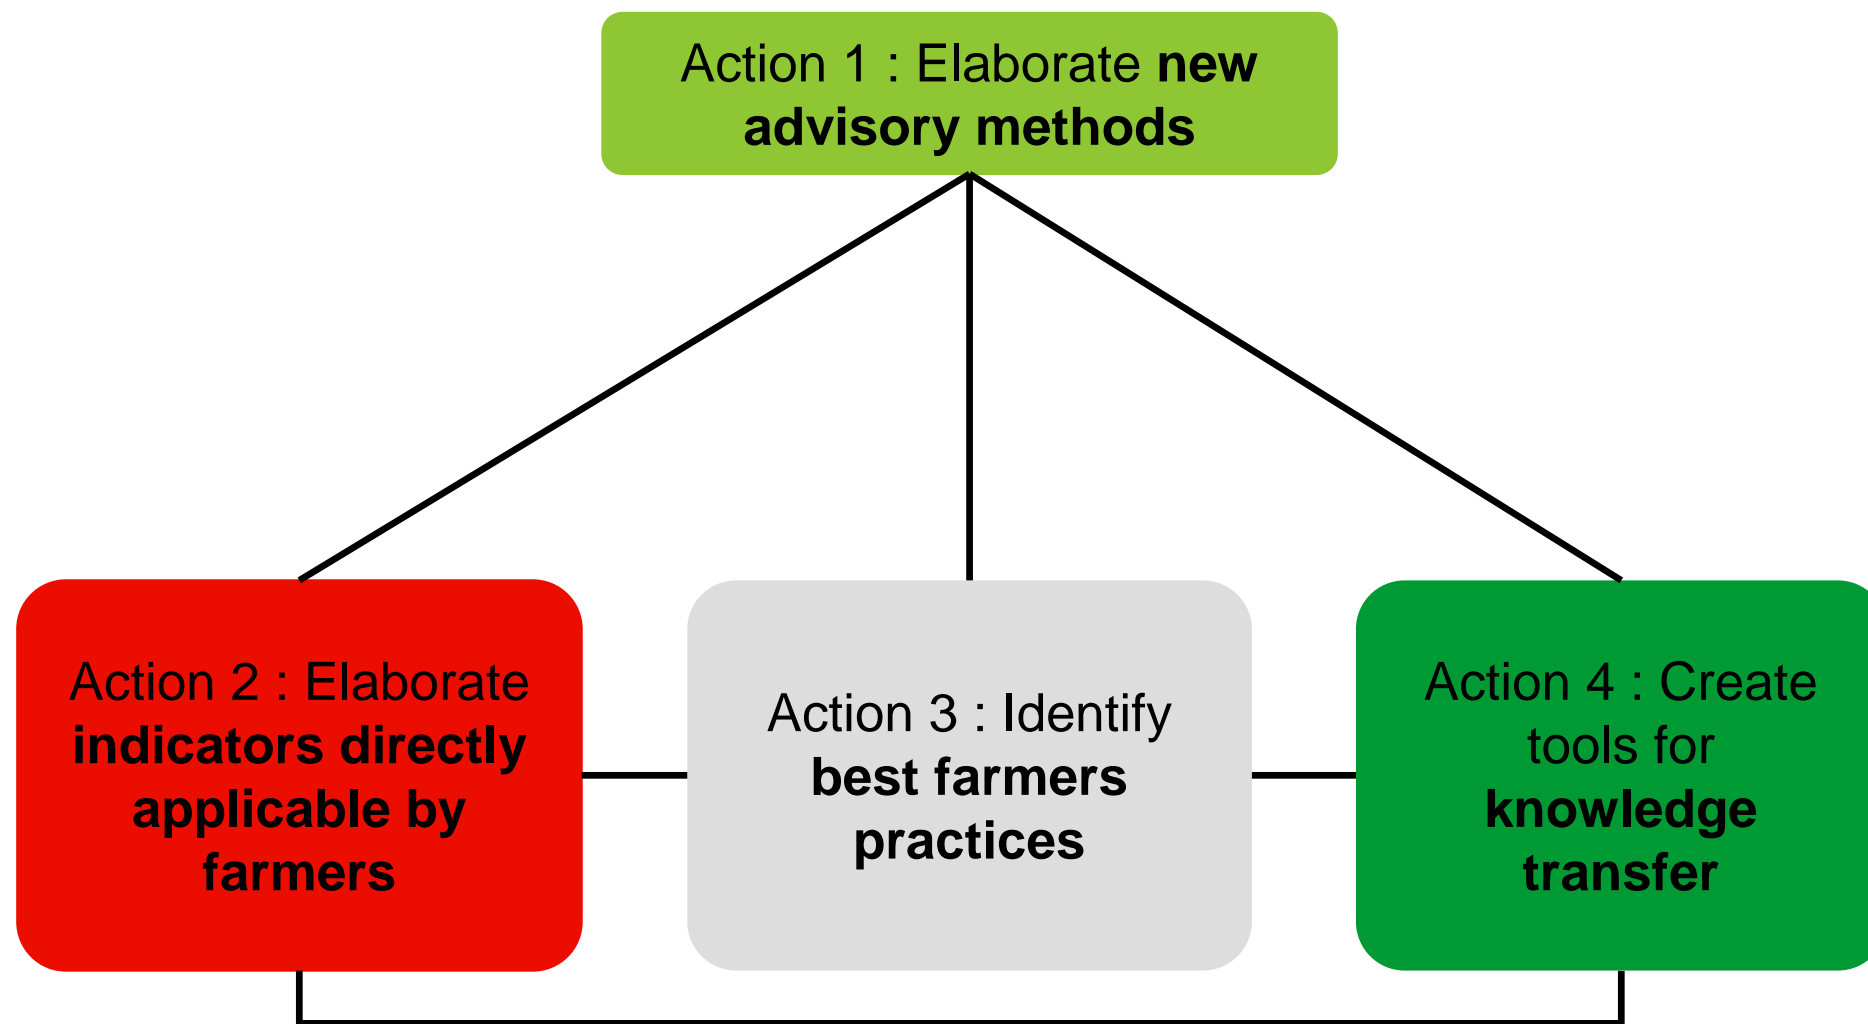 Action 1 : Elaborate new
advisory methods
Action 2 : Elaborate
indicators directly
applicable by
farmers
Action 3 : Identify
best farmers
practices
Action 4 : Create
tools for
knowledge
transfer